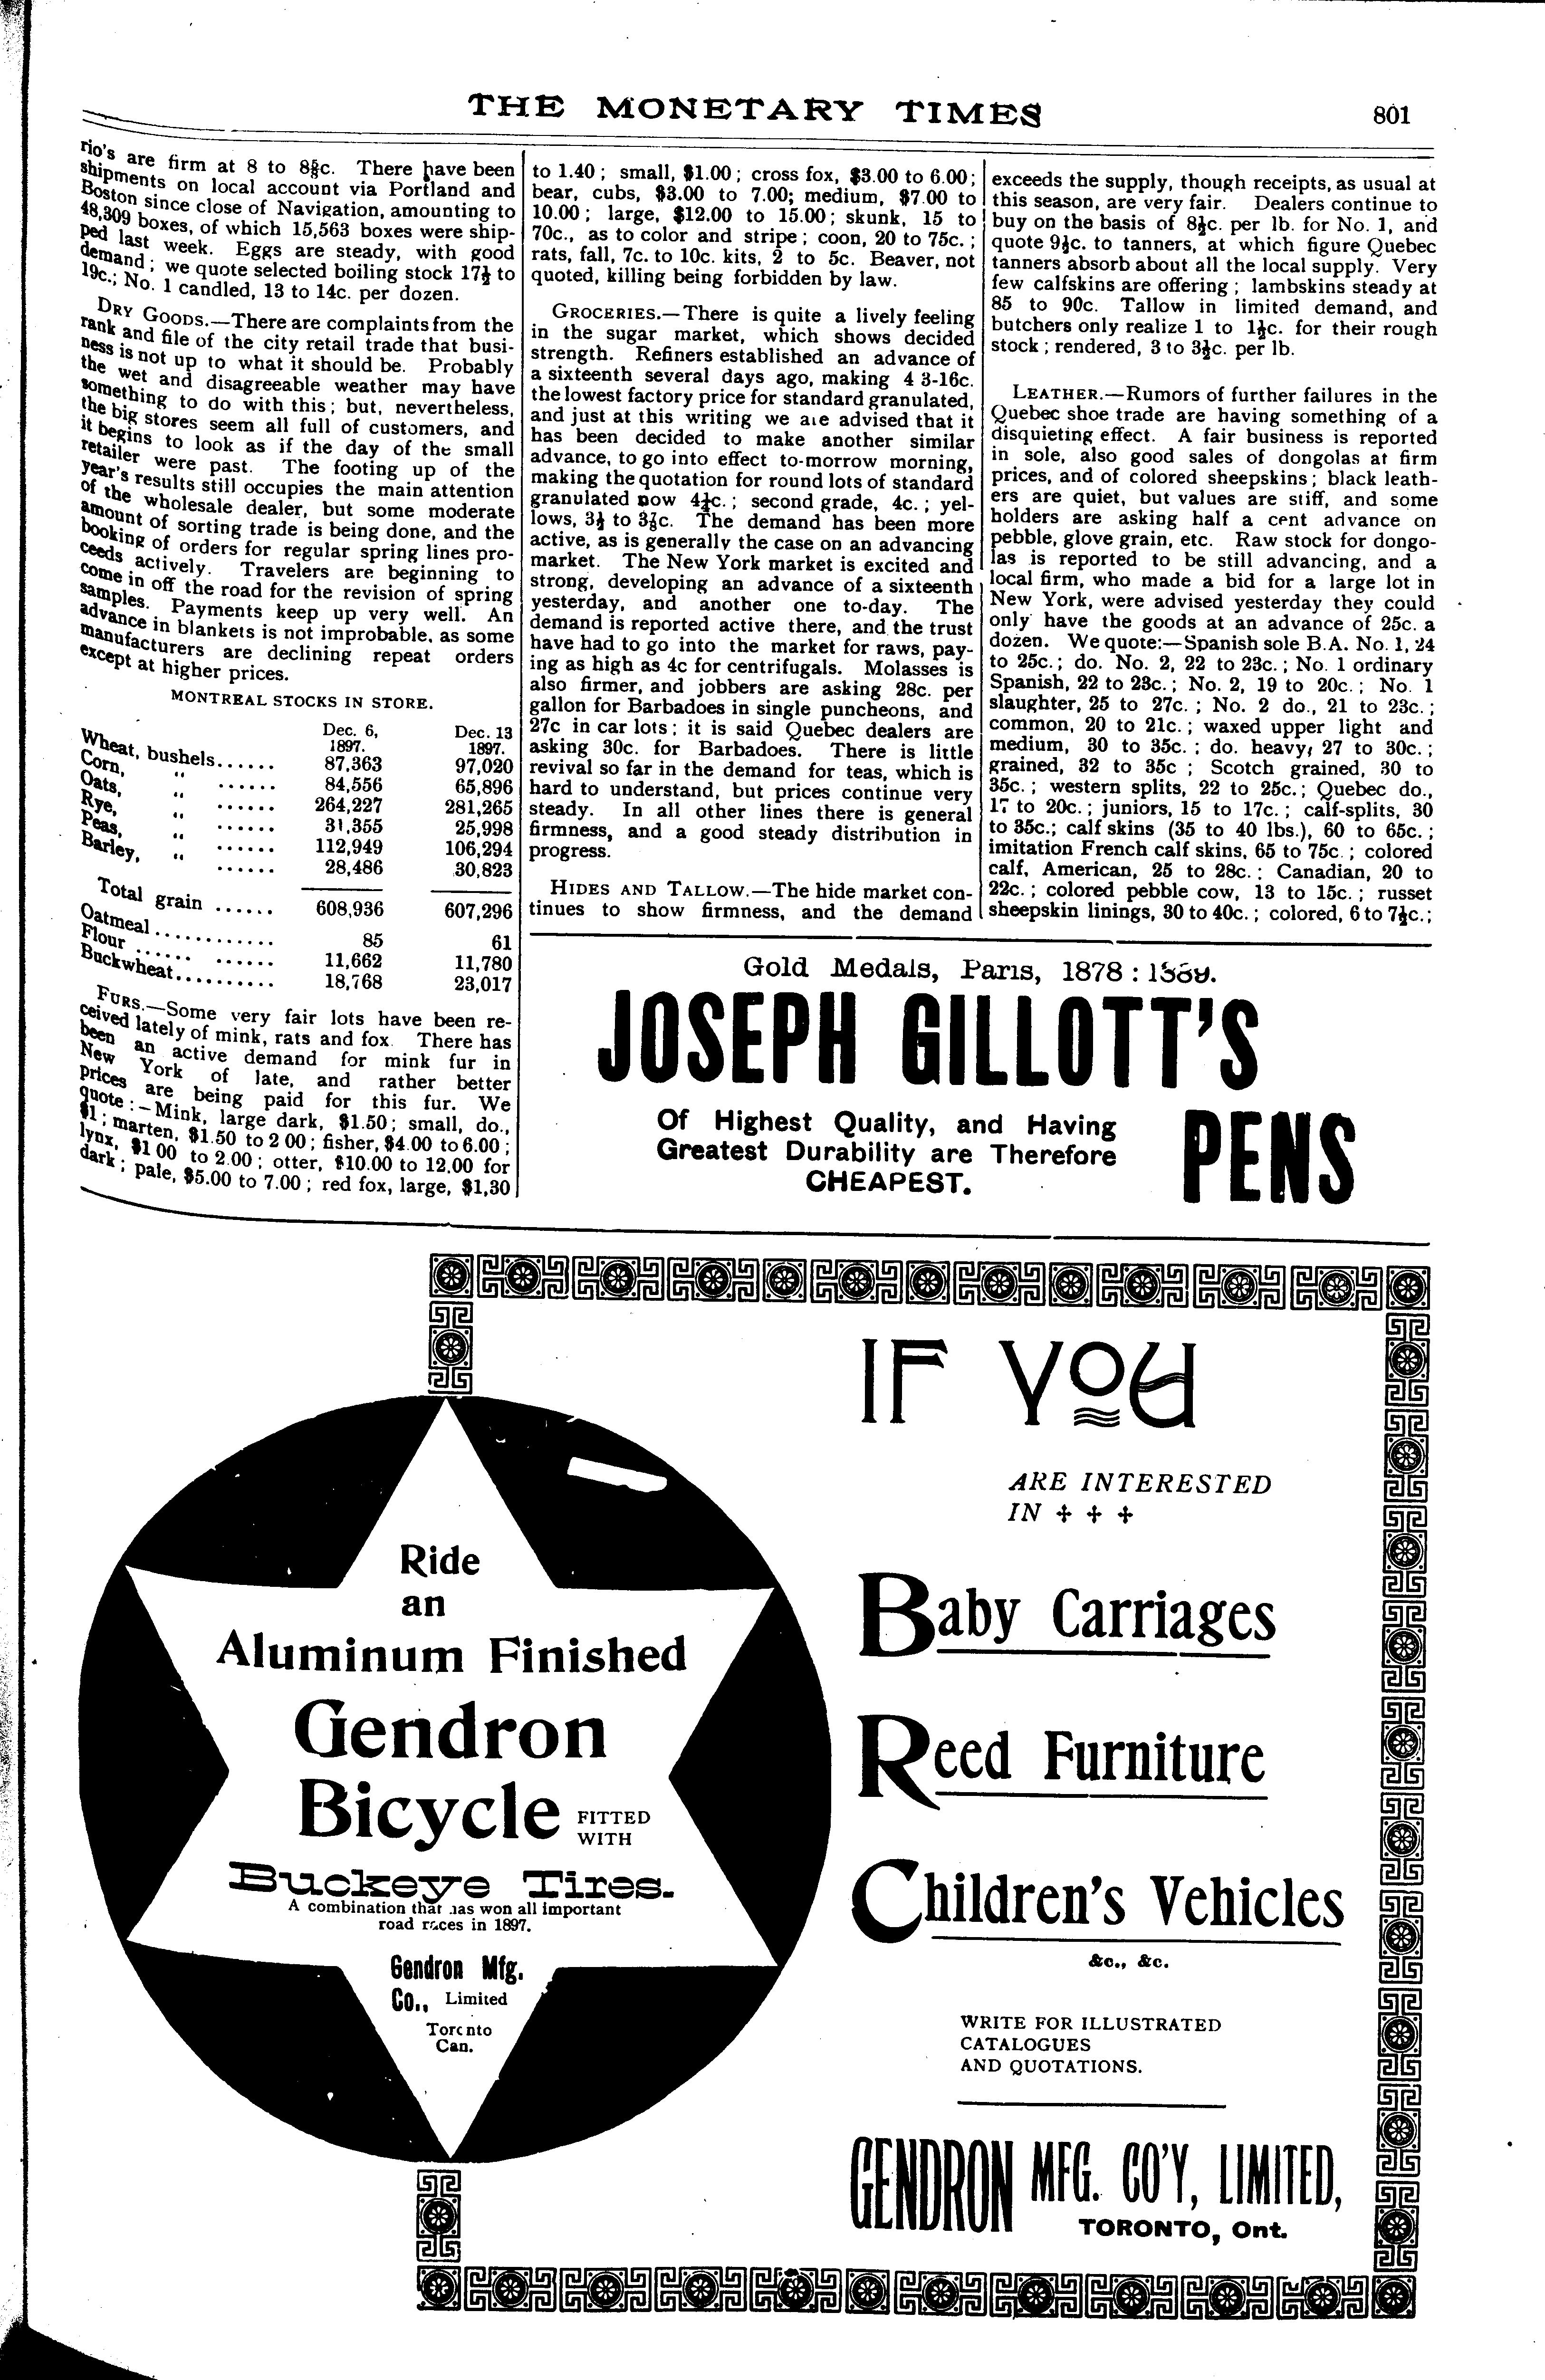 THE MONETARY TIMES 801
rio's are firm at 8 to 8⅜c. There have been
shipments on local account via Portland and
Boston since close of Navigation, amounting to
48,309 boxes, of which 15,563 boxes were ship-
ped last week. Eggs are steady, with good
demand; we quote selected boiling stock 17½ to
19c.; No. 1 candled, 13 to 14c. per dozen.
DRY GOODS.—There are complaints from the
rank and file of the city retail trade that busi-
ness is not up to what it should be. Probably
the wet and disagreeable weather may have
something to do with this; but, nevertheless,
the big stores seem all full of customers, and
it begins to look as if the day of the small
retailer were past. The footing up of the
year's results still occupies the main attention
of the wholesale dealer, but some moderate
amount of sorting trade is being done, and the
booking of orders for regular spring lines pro-
ceeds actively. Travelers are beginning to
come in off the road for the revision of spring
samples. Payments keep up very well. An
advance in blankets is not improbable, as some
manufacturers are declining repeat orders
except at higher prices.
MONTREAL STOCKS IN STORE.
Dec. 6, Dec. 13
1897. 1897.
Wheat, bushels...... 87,363 97,020
Corn, " ...... 84,556 65,896
Oats, " ...... 264,227 281,265
Rye, " ...... 31,355 25,998
Peas, " ...... 112,949 106,294
Barley, " ...... 28,486 30,823
Total grain ...... 608,936 607,296
Oatmeal............ 85 61
Flour ..... ...... 11,662 11,780
Buckwheat.......... 18,768 23,017
FURS.—Some very fair lots have been re-
ceived lately of mink, rats and fox. There has
been an active demand for mink fur in
New York of late, and rather better
prices are being paid for this fur. We
quote:—Mink, large dark, $1.50; small, do.,
$1; marten, $1.50 to 2 00; fisher, $4.00 to 6.00;
lynx, $1 00 to 2.00; otter, $10.00 to 12.00 for
dark; pale, $5.00 to 7.00; red fox, large, $1,30
to 1.40; small, $1.00; cross fox, $3.00 to 6.00;
bear, cubs, $3.00 to 7.00; medium, $7.00 to
10.00; large, $12.00 to 15.00; skunk, 15 to
70c., as to color and stripe; coon, 20 to 75c.;
rats, fall, 7c. to 10c. kits, 2 to 5c. Beaver, not
quoted, killing being forbidden by law.
GROCERIES.—There is quite a lively feeling
in the sugar market, which shows decided
strength. Refiners established an advance of
a sixteenth several days ago, making 4 3-16c.
the lowest factory price for standard granulated,
and just at this writing we are advised that it
has been decided to make another similar
advance, to go into effect to-morrow morning,
making the quotation for round lots of standard
granulated now 4¼c.; second grade, 4c.; yel-
lows, 3½ to 3⅞c. The demand has been more
active, as is generally the case on an advancing
market. The New York market is excited and
strong, developing an advance of a sixteenth
yesterday, and another one to-day. The
demand is reported active there, and the trust
have had to go into the market for raws, pay-
ing as high as 4c for centrifugals. Molasses is
also firmer, and jobbers are asking 28c. per
gallon for Barbadoes in single puncheons, and
27c in car lots; it is said Quebec dealers are
asking 30c. for Barbadoes. There is little
revival so far in the demand for teas, which is
hard to understand, but prices continue very
steady. In all other lines there is general
firmness, and a good steady distribution in
progress.
HIDES AND TALLOW.—The hide market con-
tinues to show firmness, and the demand
exceeds the supply, though receipts, as usual at
this season, are very fair. Dealers continue to
buy on the basis of 8½c. per lb. for No. 1, and
quote 9½c. to tanners, at which figure Quebec
tanners absorb about all the local supply. Very
few calfskins are offering; lambskins steady at
85 to 90c. Tallow in limited demand, and
butchers only realize 1 to 1½c. for their rough
stock; rendered, 3 to 3½c. per lb.
LEATHER.—Rumors of further failures in the
Quebec shoe trade are having something of a
disquieting effect. A fair business is reported
in sole, also good sales of dongolas at firm
prices, and of colored sheepskins; black leath-
ers are quiet, but values are stiff, and some
holders are asking half a cent advance on
pebble, glove grain, etc. Raw stock for dongo-
las is reported to be still advancing, and a
local firm, who made a bid for a large lot in
New York, were advised yesterday they could
only have the goods at an advance of 25c. a
dozen. We quote:—Spanish sole B.A. No. 1, 24
to 25c.; do. No. 2, 22 to 23c.; No. 1 ordinary
Spanish, 22 to 23c.; No. 2, 19 to 20c.; No. 1
slaughter, 25 to 27c.; No. 2 do., 21 to 23c.;
common, 20 to 21c.; waxed upper light and
medium, 30 to 35c.; do. heavy, 27 to 30c.;
grained, 32 to 35c; Scotch grained, 30 to
35c.; western splits, 22 to 25c.; Quebec do.,
17 to 20c.; juniors, 15 to 17c.; calf-splits, 30
to 35c.; calf skins (35 to 40 lbs.), 60 to 65c.;
imitation French calf skins, 65 to 75c.; colored
calf, American, 25 to 28c.: Canadian, 20 to
22c.; colored pebble cow, 13 to 15c.; russet
sheepskin linings, 30 to 40c.; colored, 6 to 7½c.;
Gold Medals, Paris, 1878: 1889.
JOSEPH GILLOTT'S
Of Highest Quality, and Having
Greatest Durability are Therefore
CHEAPEST.
PENS
Ride
an
Aluminum Finished
Gendron
Bicycle FITTED
WITH
Buckeye Tires.
A combination that has won all important
road races in 1897.
Gendron Mfg.
Co., Limited
Toronto
Can.
IF YOU
ARE INTERESTED
IN + + +
Baby Carriages
Reed Furniture
Children's Vehicles
&c., &c.
WRITE FOR ILLUSTRATED
CATALOGUES
AND QUOTATIONS.
GENDRON MFG. CO'Y, LIMITED,
TORONTO, Ont.